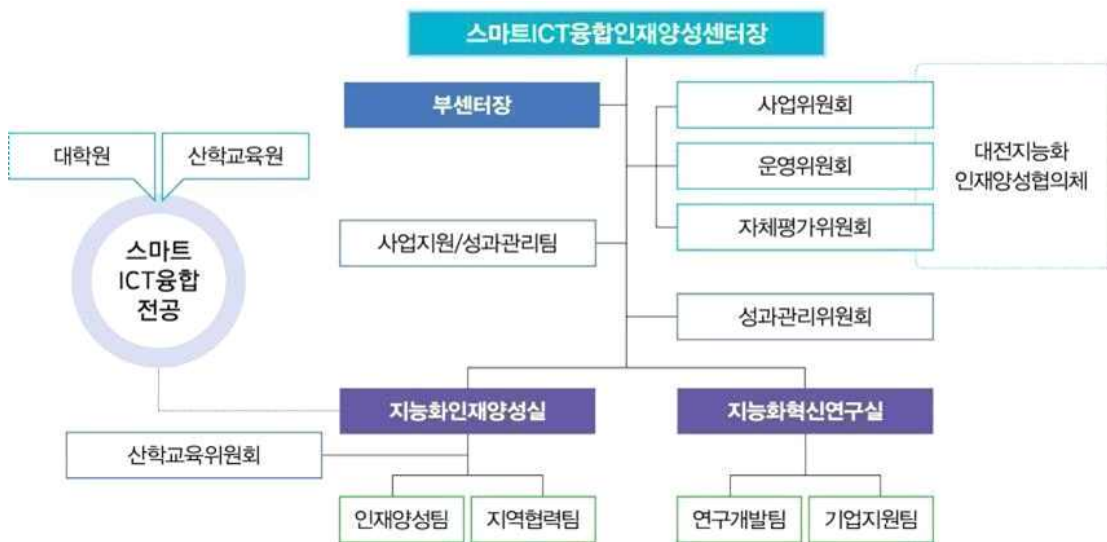 스마트ICT융합인재양성센터장
부센터장
사업위원회
대학원
산학교육원
운영위원회
대전지능화
인재양성협의체
자체평가위원회
사업지원/성과관리팀
스마트
ICT융합
전공
성과관리위원회
지능화인재양성실
지능화혁신연구실
산학교육위원회
인재양성팀
지역협력팀
연구개발팀
기업지원팀